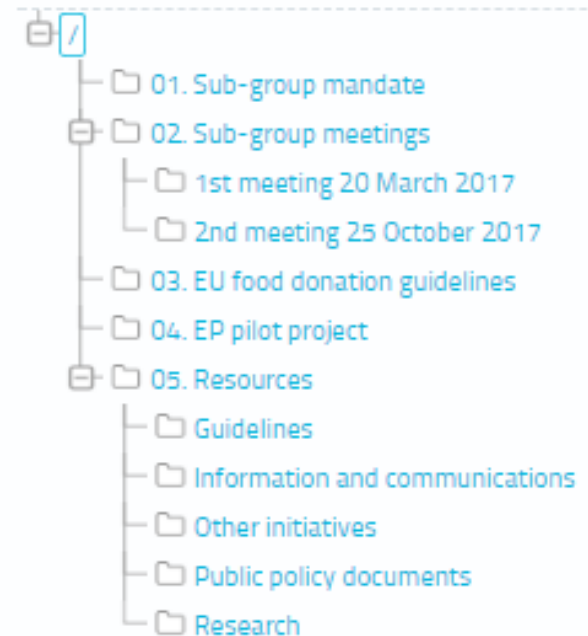 /
01. Sub-group mandate
02. Sub-group meetings
1st meeting 20 March 2017
2nd meeting 25 October 2017
03. EU food donation guidelines
04. EP pilot project
05. Resources
Guidelines
Information and communications
Other initiatives
Public policy documents
Research